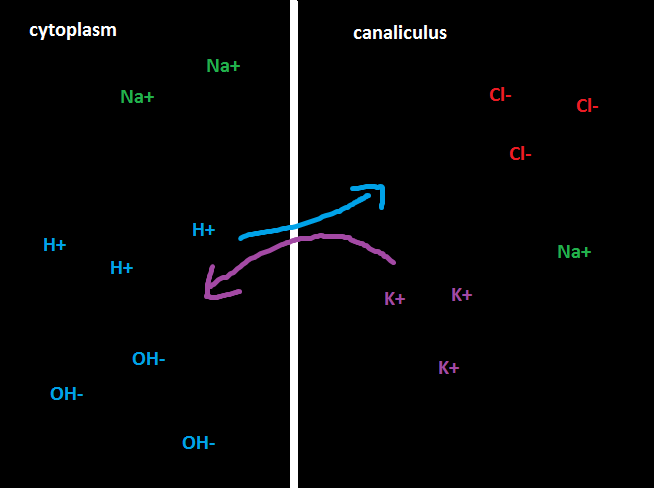 cytoplasm
canaliculus
Na+
Na+
Cl-
Cl-
Cl-
H+
H+
H+
Na+
K+
K+
K+
OH-
OH-
OH-